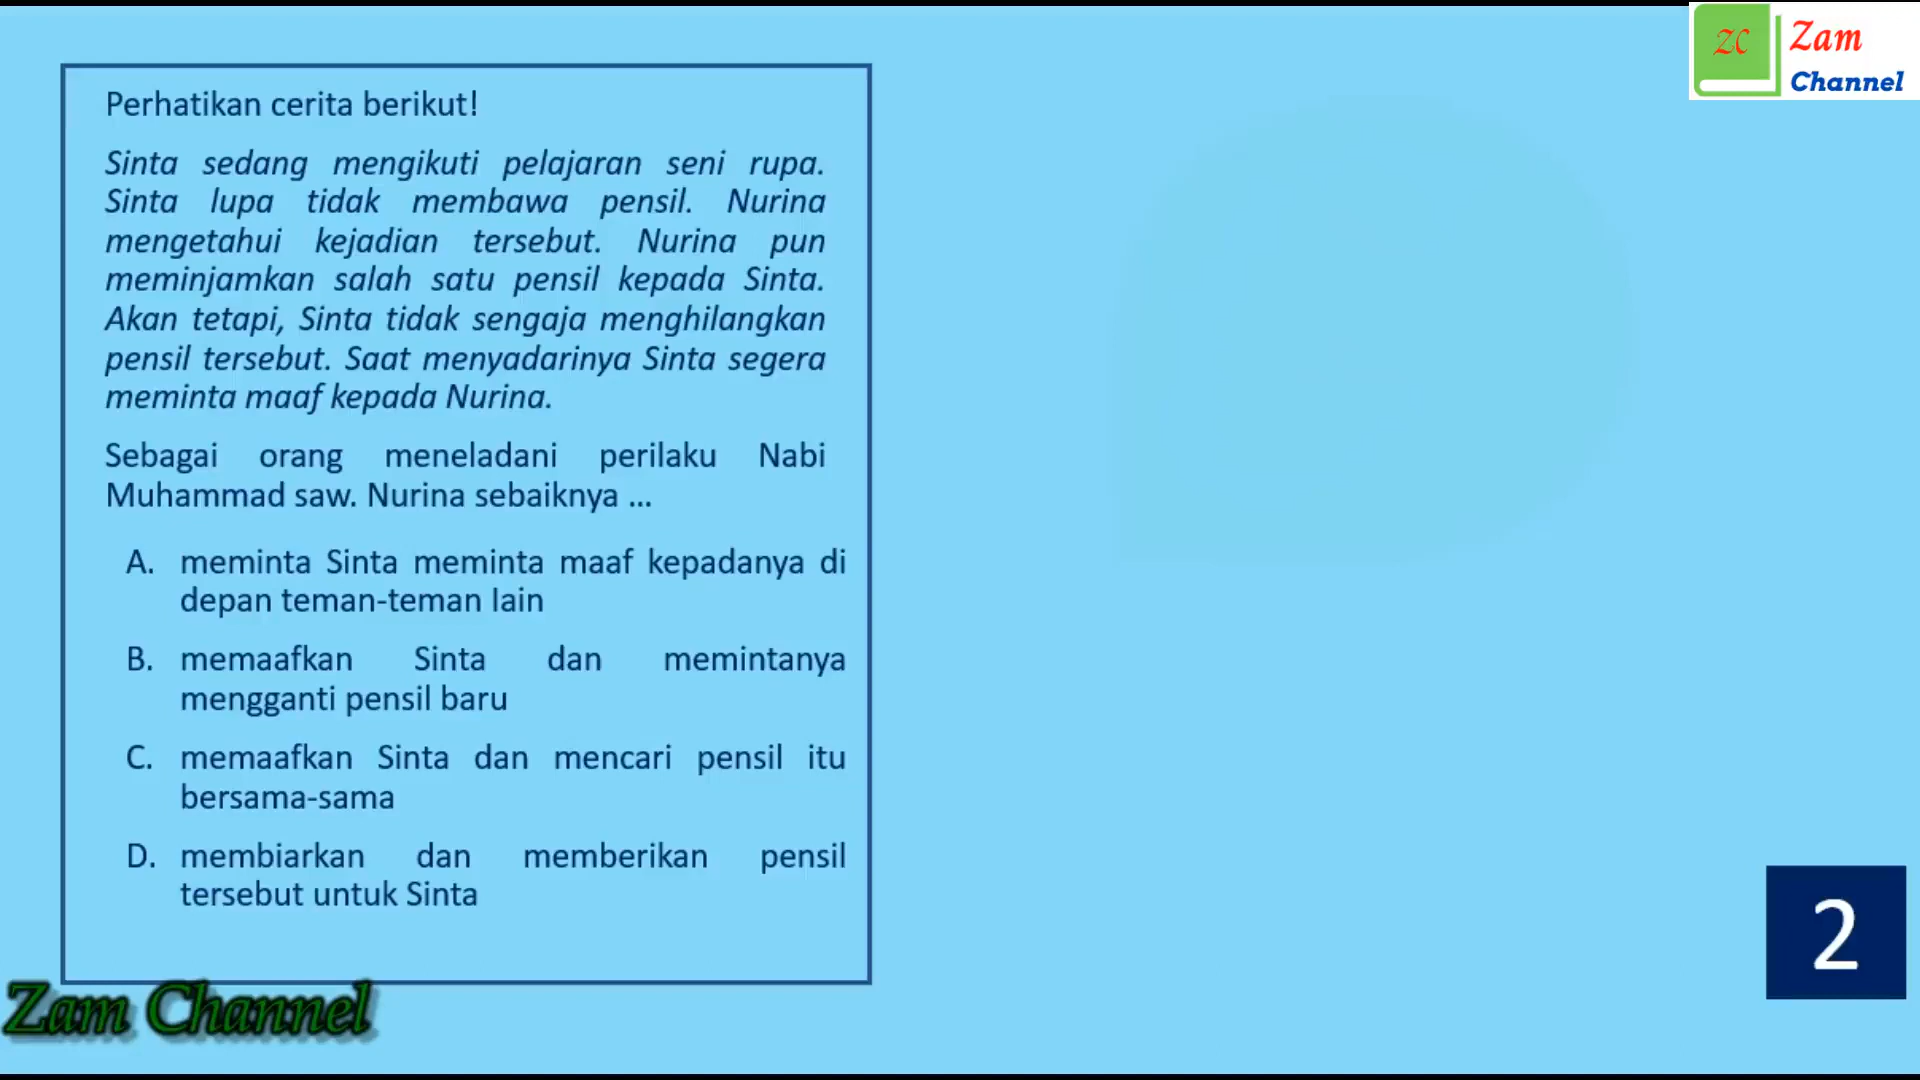 ZC Zam
Channel
Perhatikan cerita berikut!
Sinta sedang mengikuti pelajaran seni rupa.
Sinta lupa tidak membawa pensil. Nurina
mengetahui kejadian tersebut. Nurina pun
meminjamkan salah satu pensil kepada Sinta.
Akan tetapi, Sinta tidak sengaja menghilangkan
pensil tersebut. Saat menyadarinya Sinta segera
meminta maaf kepada Nurina.
Sebagai orang meneladani perilaku Nabi
Muhammad saw. Nurina sebaiknya ...
A. meminta Sinta meminta maaf kepadanya di
depan teman-teman lain
B. memaafkan Sinta dan memintanya
mengganti pensil baru
C. memaafkan Sinta dan mencari pensil itu
bersama-sama
D. membiarkan dan memberikan pensil
tersebut untuk Sinta
2
Zam Channel